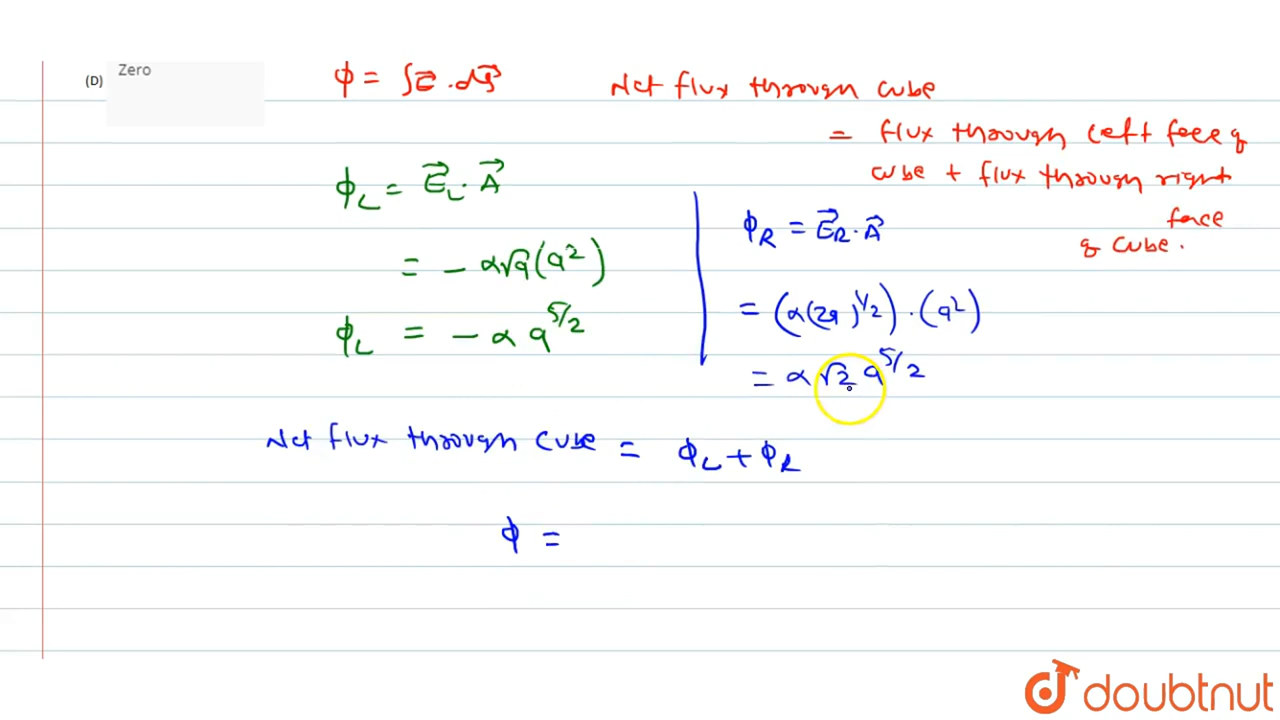 (D) Zero
ϕ = ∫E⃗ . dS⃗
Net flux through cube
= flux through left face of
cube + flux through right
face
of cube.
ϕL = E⃗L . A⃗
= - α√a (a²)
ϕL = - α a^5/2
ϕR = E⃗R . A⃗
= (α(2a)^1/2) . (a²)
= α √2 a^5/2
Net flux through cube = ϕL + ϕR
ϕ =
doubtnut